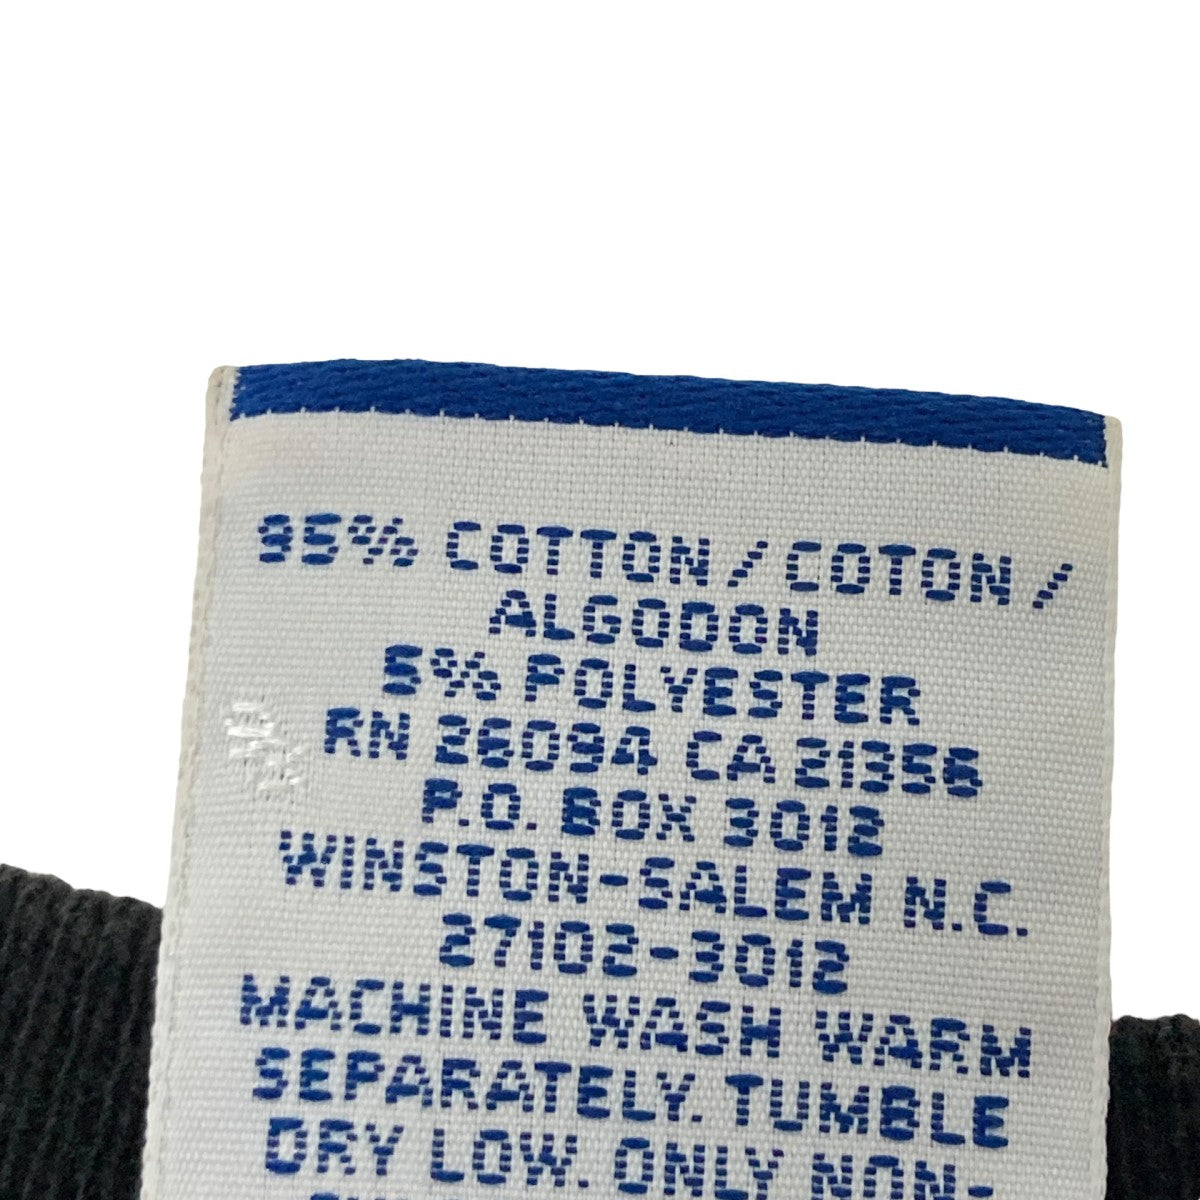 95% COTTON / COTON /
ALGODON
5% POLYESTER
RN 26094 CA 21356
P.O. BOX 3012
WINSTON-SALEM N.C.
27102-3012
MACHINE WASH WARM
SEPARATELY. TUMBLE
DRY LOW. ONLY NON-